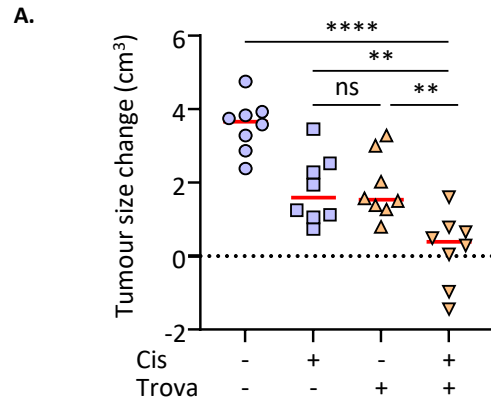 A.
Tumour size change (cm³)
6
4
2
0
-2
****
**
ns **
Cis - + - +
Trova - - + +